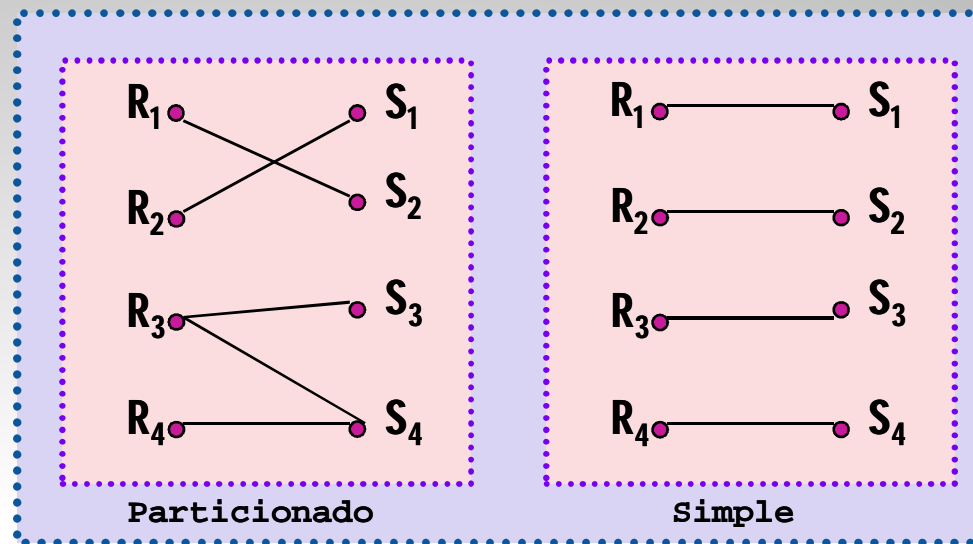 R1 S1
R2 S2
R3 S3
R4 S4
Particionado
R1 S1
R2 S2
R3 S3
R4 S4
Simple